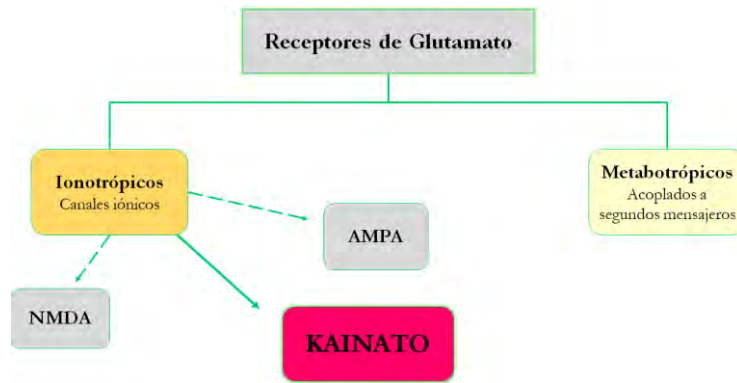 Receptores de Glutamato
Ionotrópicos
Canales iónicos
Metabotrópicos
Acoplados a
segundos mensajeros
AMPA
NMDA
KAINATO